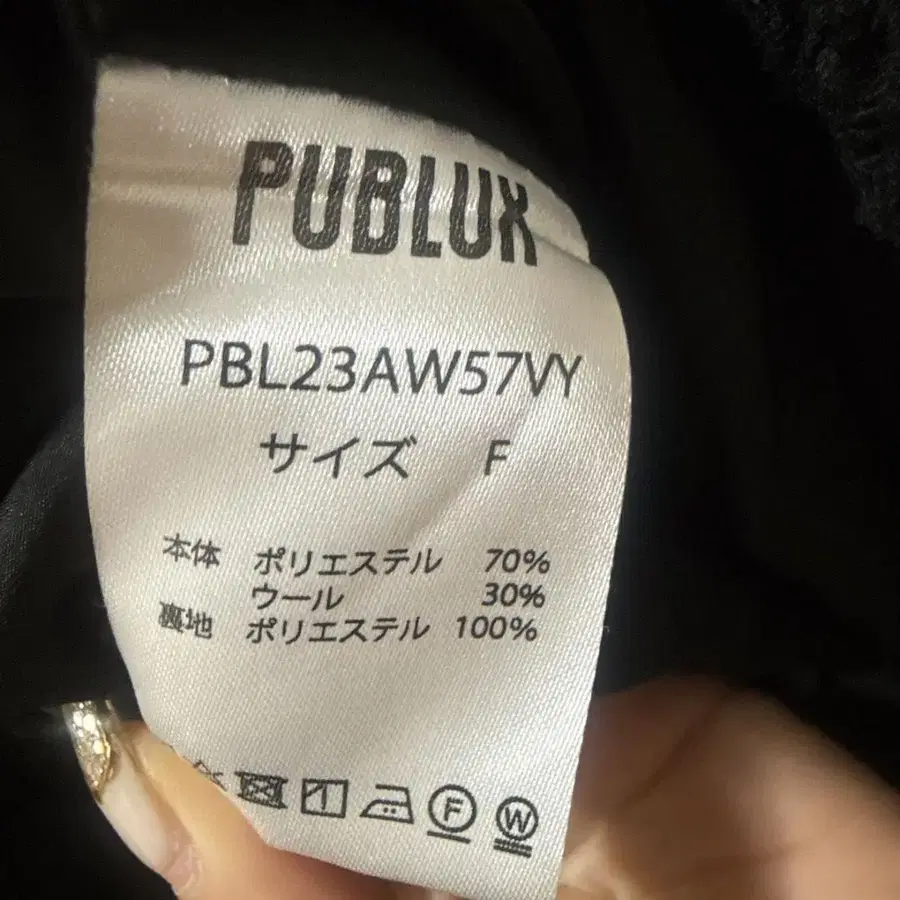 PUBLUX
PBL23AW57VY
サイズ F
本体 ポリエステル 70%
ウール 30%
裏地 ポリエステル 100%
F W